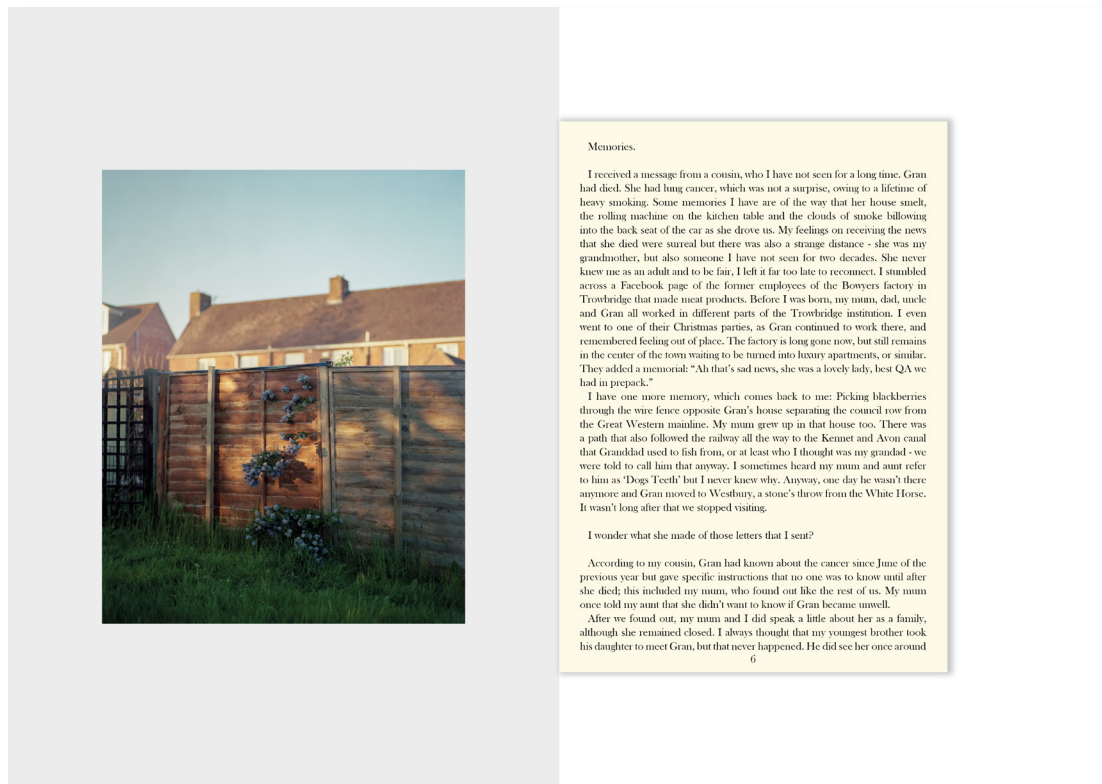 Memories.
I received a message from a cousin, who I have not seen for a long time. Gran
had died. She had lung cancer, which was not a surprise, owing to a lifetime of
heavy smoking. Some memories I have are of the way that her house smelt,
the rolling machine on the kitchen table and the clouds of smoke billowing
into the back seat of the car as she drove us. My feelings on receiving the news
that she died were surreal but there was also a strange distance - she was my
grandmother, but also someone I have not seen for two decades. She never
knew me as an adult and to be fair, I left it far too late to reconnect. I stumbled
across a Facebook page of the former employees of the Bowyers factory in
Trowbridge that made meat products. Before I was born, my mum, dad, uncle
and Gran all worked in different parts of the Trowbridge institution. I even
went to one of their Christmas parties, as Gran continued to work there, and
remembered feeling out of place. The factory is long gone now, but still remains
in the center of the town waiting to be turned into luxury apartments, or similar.
They added a memorial: “Ah that’s sad news, she was a lovely lady, best QA we
had in prepack.”
I have one more memory, which comes back to me: Picking blackberries
through the wire fence opposite Gran’s house separating the council row from
the Great Western mainline. My mum grew up in that house too. There was
a path that also followed the railway all the way to the Kennet and Avon canal
that Granddad used to fish from, or at least who I thought was my grandad - we
were told to call him that anyway. I sometimes heard my mum and aunt refer
to him as ‘Dogs Teeth’ but I never knew why. Anyway, one day he wasn’t there
anymore and Gran moved to Westbury, a stone’s throw from the White Horse.
It wasn’t long after that we stopped visiting.
I wonder what she made of those letters that I sent?
According to my cousin, Gran had known about the cancer since June of the
previous year but gave specific instructions that no one was to know until after
she died; this included my mum, who found out like the rest of us. My mum
once told my aunt that she didn’t want to know if Gran became unwell.
After we found out, my mum and I did speak a little about her as a family,
although she remained closed. I always thought that my youngest brother took
his daughter to meet Gran, but that never happened. He did see her once around
6